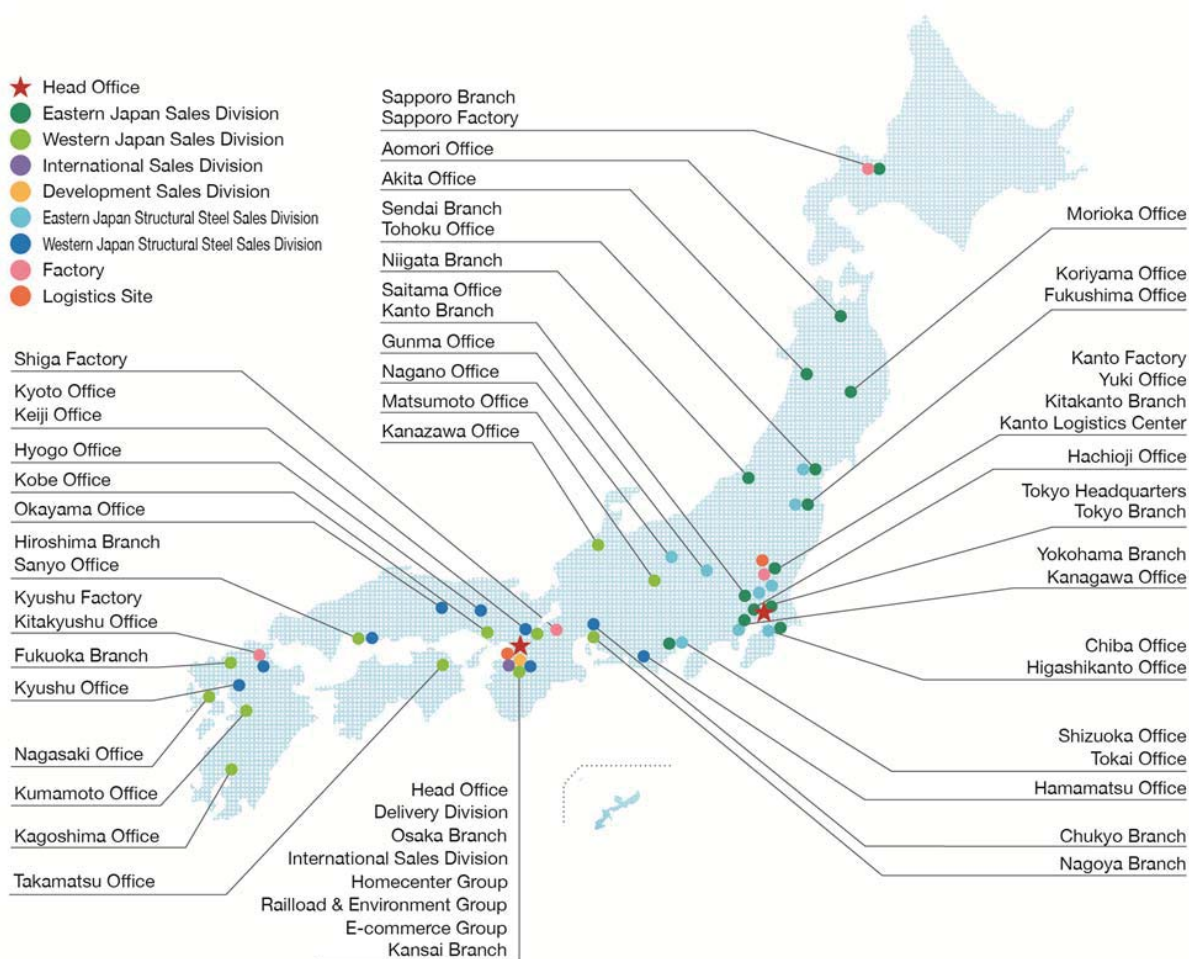 Head Office
Eastern Japan Sales Division
Western Japan Sales Division
International Sales Division
Development Sales Division
Eastern Japan Structural Steel Sales Division
Western Japan Structural Steel Sales Division
Factory
Logistics Site
Shiga Factory
Kyoto Office
Keiji Office
Hyogo Office
Kobe Office
Okayama Office
Hiroshima Branch
Sanyo Office
Kyushu Factory
Kitakyushu Office
Fukuoka Branch
Kyushu Office
Nagasaki Office
Kumamoto Office
Kagoshima Office
Takamatsu Office
Sapporo Branch
Sapporo Factory
Aomori Office
Akita Office
Sendai Branch
Tohoku Office
Niigata Branch
Saitama Office
Kanto Branch
Gunma Office
Nagano Office
Matsumoto Office
Kanazawa Office
Head Office
Delivery Division
Osaka Branch
International Sales Division
Homecenter Group
Railload & Environment Group
E-commerce Group
Kansai Branch
Morioka Office
Koriyama Office
Fukushima Office
Kanto Factory
Yuki Office
Kitakanto Branch
Kanto Logistics Center
Hachioji Office
Tokyo Headquarters
Tokyo Branch
Yokohama Branch
Kanagawa Office
Chiba Office
Higashikanto Office
Shizuoka Office
Tokai Office
Hamamatsu Office
Chukyo Branch
Nagoya Branch